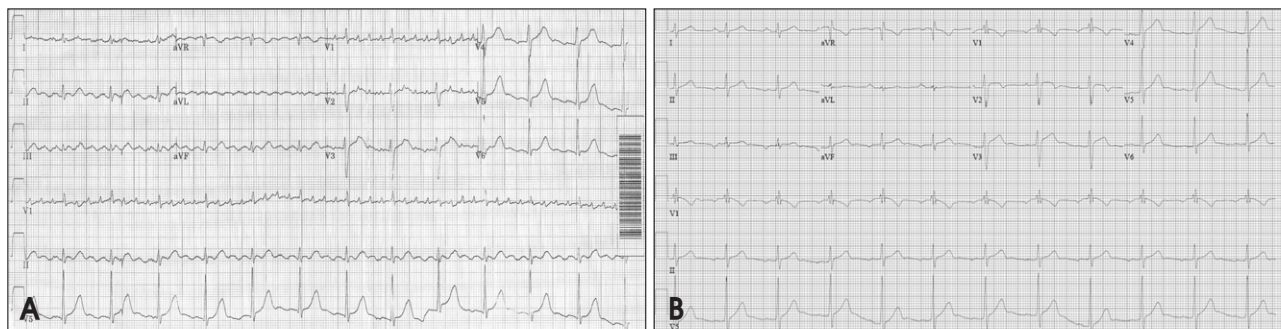 I aVR V1 V4
II aVL V2 V5
III aVF V3 V6
V1
II
V5
A
I aVR V1 V4
II aVL V2 V5
III aVF V3 V6
V1
II
V5
B